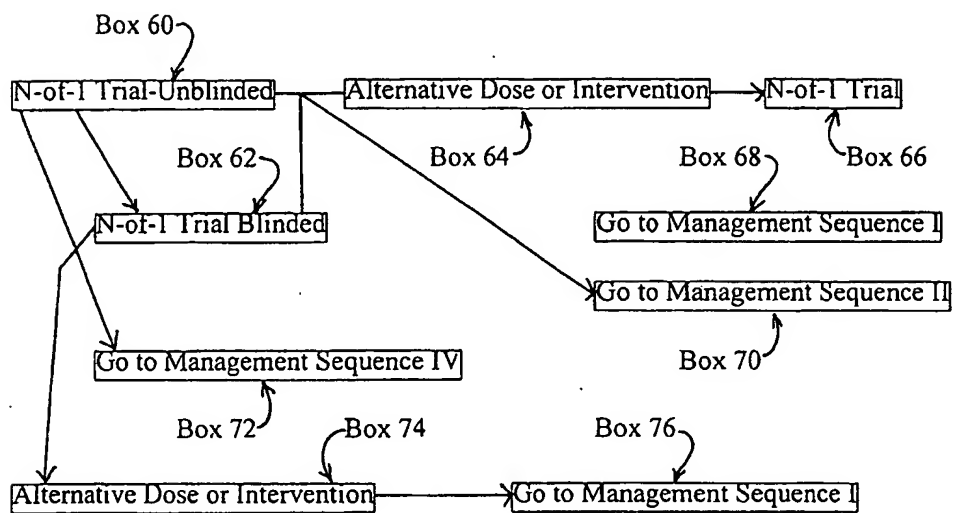 Box 60
N-of-1 Trial-Unblinded
Alternative Dose or Intervention
N-of-1 Trial
Box 62
Box 64
Box 68
Box 66
N-of-1 Trial Blinded
Go to Management Sequence I
Go to Management Sequence II
Go to Management Sequence IV
Box 70
Box 72
Box 74
Box 76
Alternative Dose or Intervention
Go to Management Sequence I